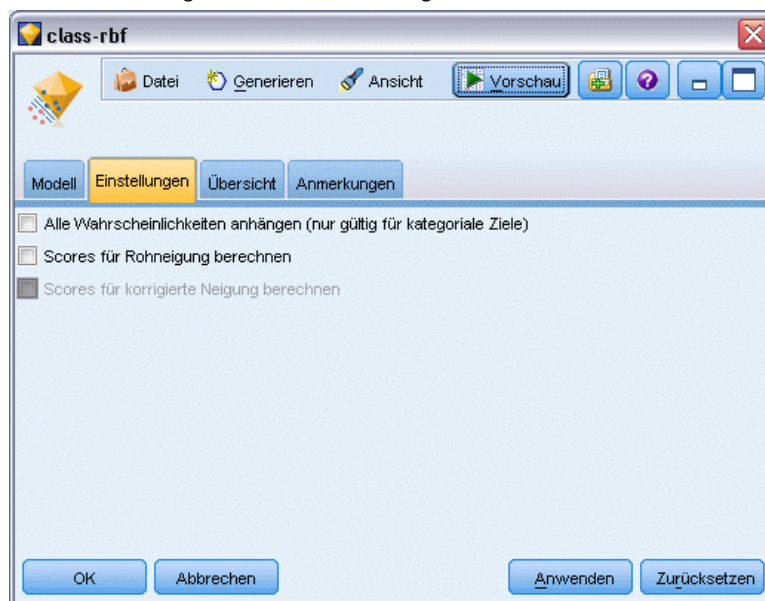 class-rbf
Datei Generieren Ansicht Vorschau
Modell Einstellungen Übersicht Anmerkungen
Alle Wahrscheinlichkeiten anhängen (nur gültig für kategoriale Ziele)
Scores für Rohneigung berechnen
Scores für korrigierte Neigung berechnen
OK Abbrechen Anwenden Zurücksetzen